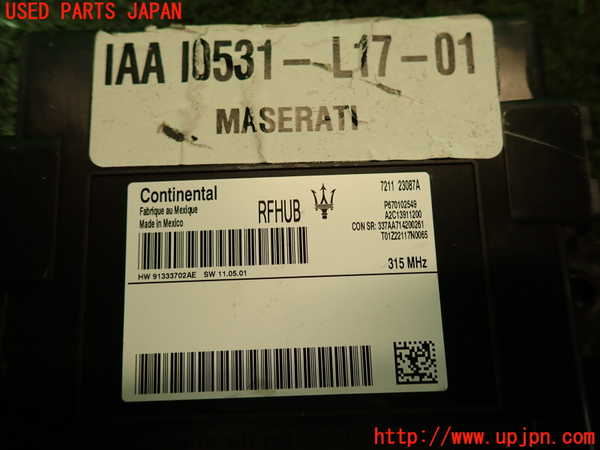 USED PARTS JAPAN
IAA I0531-L17-01
MASERATI
Continental
Fabrique au Mexique
Made in Mexico
RFHUB
7211 23087A
P670102549
A2C13911200
CON SR: 337AA714200261
T01Z22117N0065
HW 91333702AE SW 11.05.01
315 MHz
http://www.upjpn.com/